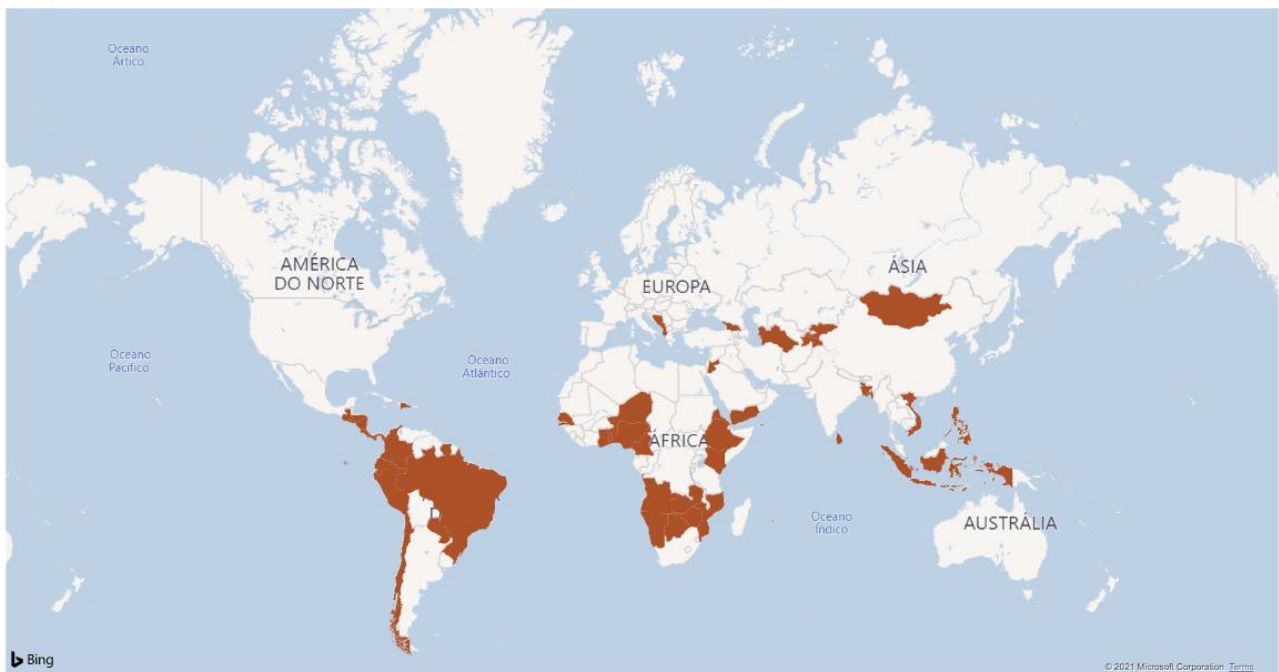 Oceano
Ártico
AMÉRICA
DO NORTE
EUROPA
ÁSIA
Oceano
Pacífico
Oceano
Atlântico
ÁFRICA
D
Oceano
Índico
AUSTRÁLIA
Bing
© 2021 Microsoft Corporation Terms